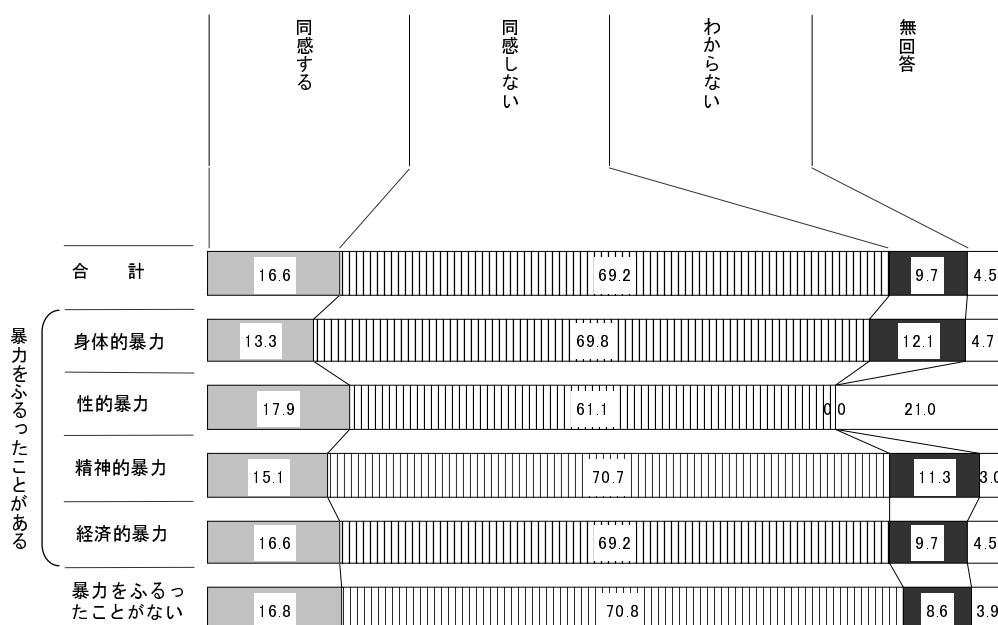 同感する
同感しない
わからない
無回答
合計
16.6
69.2
9.7
4.5
暴力をふるったことがある
身体的暴力
13.3
69.8
12.1
4.7
性的暴力
17.9
61.1
0.0
21.0
精神的暴力
15.1
70.7
11.3
3.0
経済的暴力
16.6
69.2
9.7
4.5
暴力をふるっ
たことがない
16.8
70.8
8.6
3.9